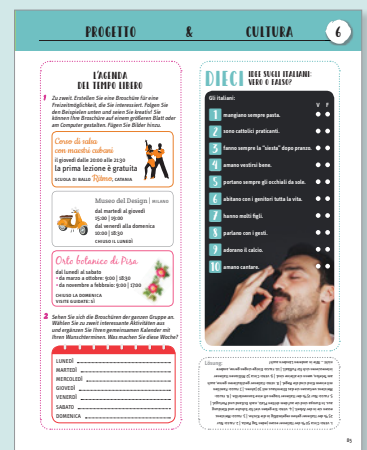 PROGETTO & CULTURA 6
L'AGENDA
DEL TEMPO LIBERO
1 Zu zweit. Erstellen Sie eine Broschüre für eine
Freizeitmöglichkeit, die Sie interessiert. Folgen Sie
den Beispielen unten und seien Sie kreativ! Sie
können Ihre Broschüre auf einem größeren Blatt oder
am Computer gestalten. Fügen Sie Bilder hinzu.
Corso di salsa
con maestri cubani
il giovedì dalle 20:00 alle 21:30
la prima lezione è gratuita
SCUOLA DI BALLO Ritmo, CATANIA
Museo del Design | MILANO
dal martedì al giovedì
15:00 | 19:00
dal venerdì alla domenica
10:00 | 18:30
CHIUSO IL LUNEDÌ
Orto botanico di Pisa
dal lunedì al sabato
• da marzo a ottobre: 9:00 | 18:30
• da novembre a febbraio: 9:00 | 17:00
CHIUSO LA DOMENICA
VISITE GUIDATE: SÌ
2 Sehen Sie sich die Broschüren der ganzen Gruppe an.
Wählen Sie zu zweit interessante Aktivitäten aus
und ergänzen Sie Ihren gemeinsamen Kalender mit
Ihren Wunschterminen. Was machen Sie diese Woche?
LUNEDÌ
MARTEDÌ
MERCOLEDÌ
GIOVEDÌ
VENERDÌ
SABATO
DOMENICA
DIECI IDEE SUGLI ITALIANI:
VERO O FALSO?
Gli italiani:
V F
1 mangiano sempre pasta.
2 sono cattolici praticanti.
3 fanno sempre la "siesta" dopo pranzo.
4 amano vestirsi bene.
5 portano sempre gli occhiali da sole.
6 abitano con i genitori tutta la vita.
7 hanno molti figli.
8 parlano con i gesti.
9 adorano il calcio.
10 amano cantare.
Lösung:
85